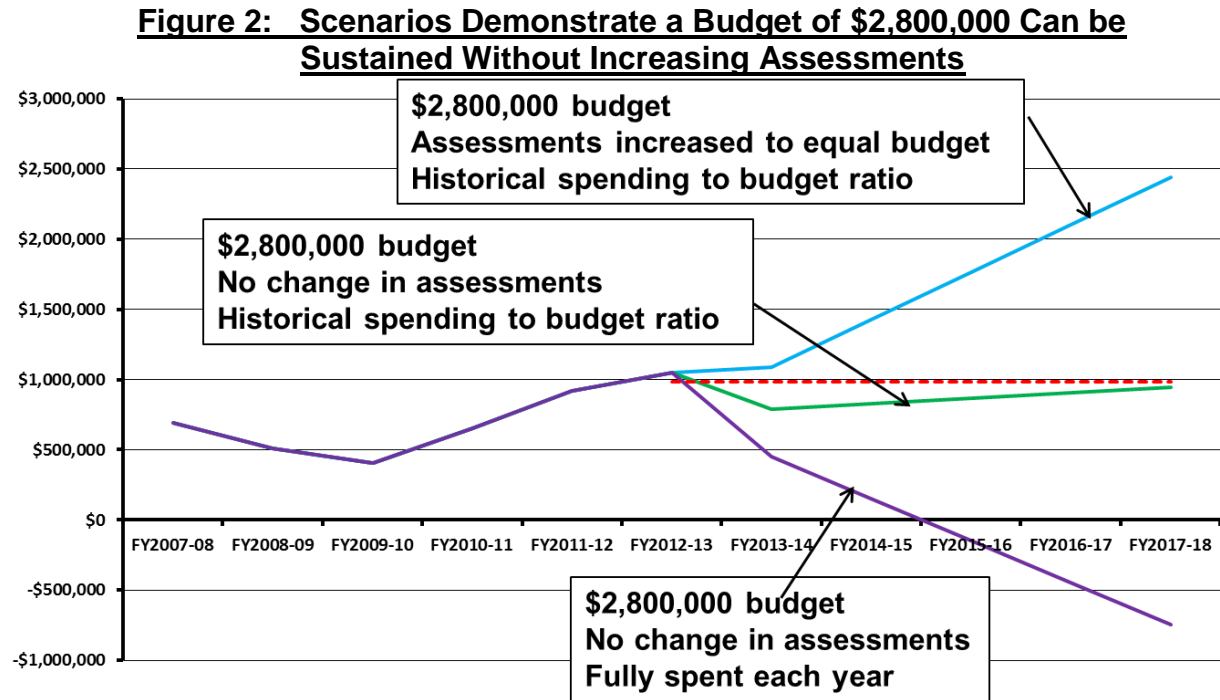 Figure 2: Scenarios Demonstrate a Budget of $2,800,000 Can be
Sustained Without Increasing Assessments
$3,000,000
$2,500,000
$2,000,000
$1,500,000
$1,000,000
$500,000
$0
-$500,000
-$1,000,000
$2,800,000 budget
Assessments increased to equal budget
Historical spending to budget ratio
$2,800,000 budget
No change in assessments
Historical spending to budget ratio
FY2007-08 FY2008-09 FY2009-10 FY2010-11 FY2011-12 FY2012-13 FY2013-14 FY2014-15 FY2015-16 FY2016-17 FY2017-18
$2,800,000 budget
No change in assessments
Fully spent each year